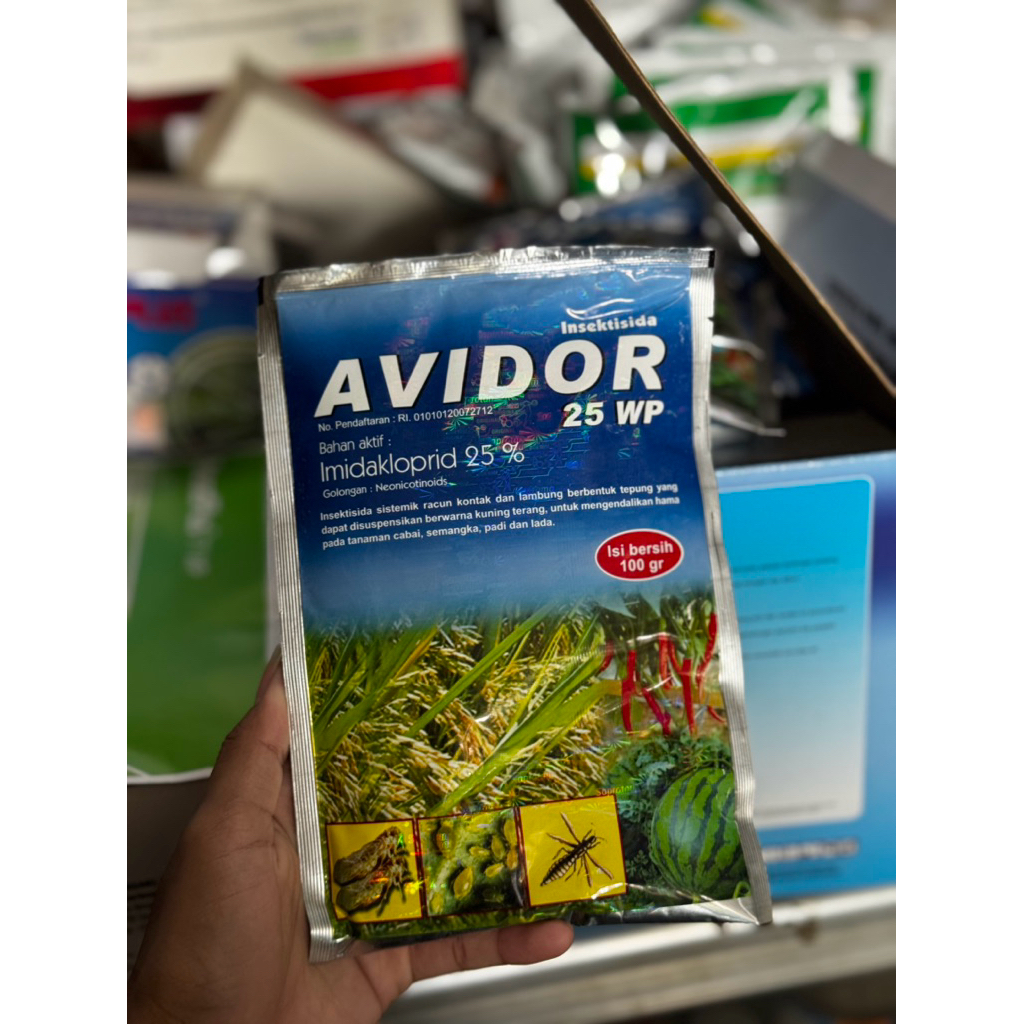 Insektisida
AVIDOR
25 WP
No. Pendaftaran : RI. 01010120072712
Bahan aktif :
Imidakloprid 25 %
Golongan : Neonicotinoids
Insektisida sistemik racun kontak dan lambung berbentuk tepung yang
dapat disuspensikan berwarna kuning terang, untuk mengendalikan hama
pada tanaman cabai, semangka, padi dan lada.
Isi bersih
100 gr